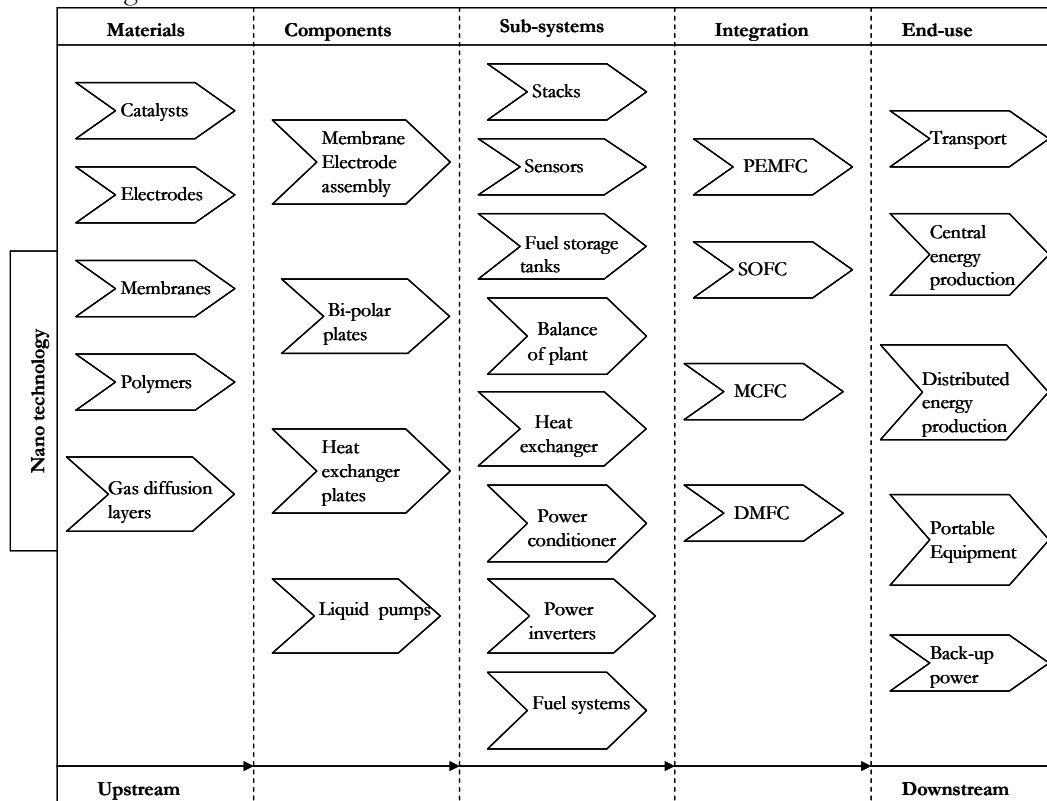 Materials
Components
Sub-systems
Integration
End-use
Nano technology
Catalysts
Electrodes
Membranes
Polymers
Gas diffusion
layers
Membrane
Electrode
assembly
Bi-polar
plates
Heat
exchanger
plates
Liquid pumps
Stacks
Sensors
Fuel storage
tanks
Balance
of plant
Heat
exchanger
Power
conditioner
Power
inverters
Fuel systems
PEMFC
SOFC
MCFC
DMFC
Transport
Central
energy
production
Distributed
energy
production
Portable
Equipment
Back-up
power
Upstream
Downstream